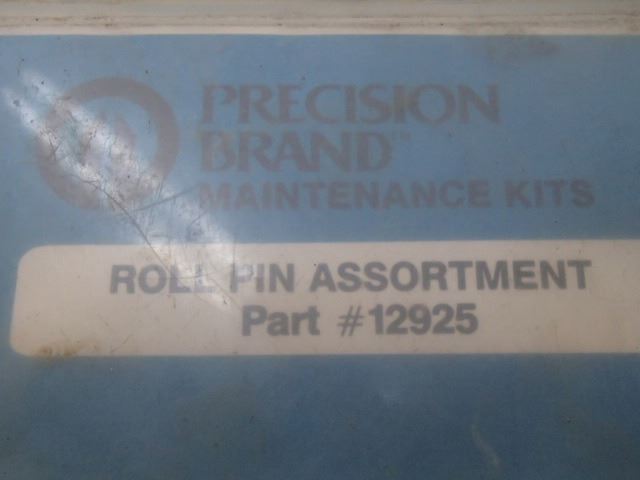 PRECISION
BRAND™
MAINTENANCE KITS
ROLL PIN ASSORTMENT
Part #12925